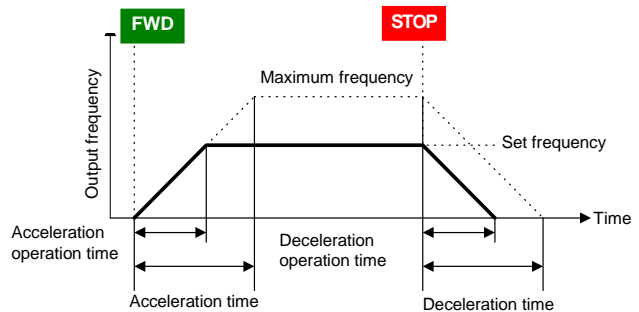 FWD
STOP
Maximum frequency
Output frequency
Set frequency
Time
Acceleration
operation time
Deceleration
operation time
Acceleration time
Deceleration time